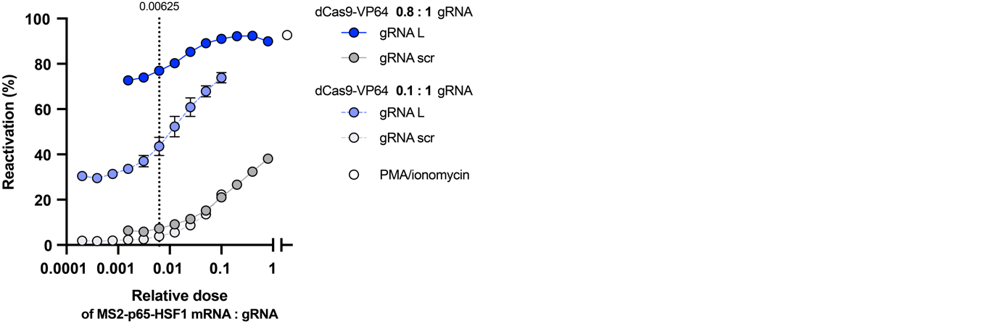 0.00625
100
80
60
40
20
0
Reactivation (%)
0.0001 0.001 0.01 0.1 1
Relative dose
of MS2-p65-HSF1 mRNA : gRNA
dCas9-VP64 0.8 : 1 gRNA
gRNA L
gRNA scr
dCas9-VP64 0.1 : 1 gRNA
gRNA L
gRNA scr
PMA/ionomycin